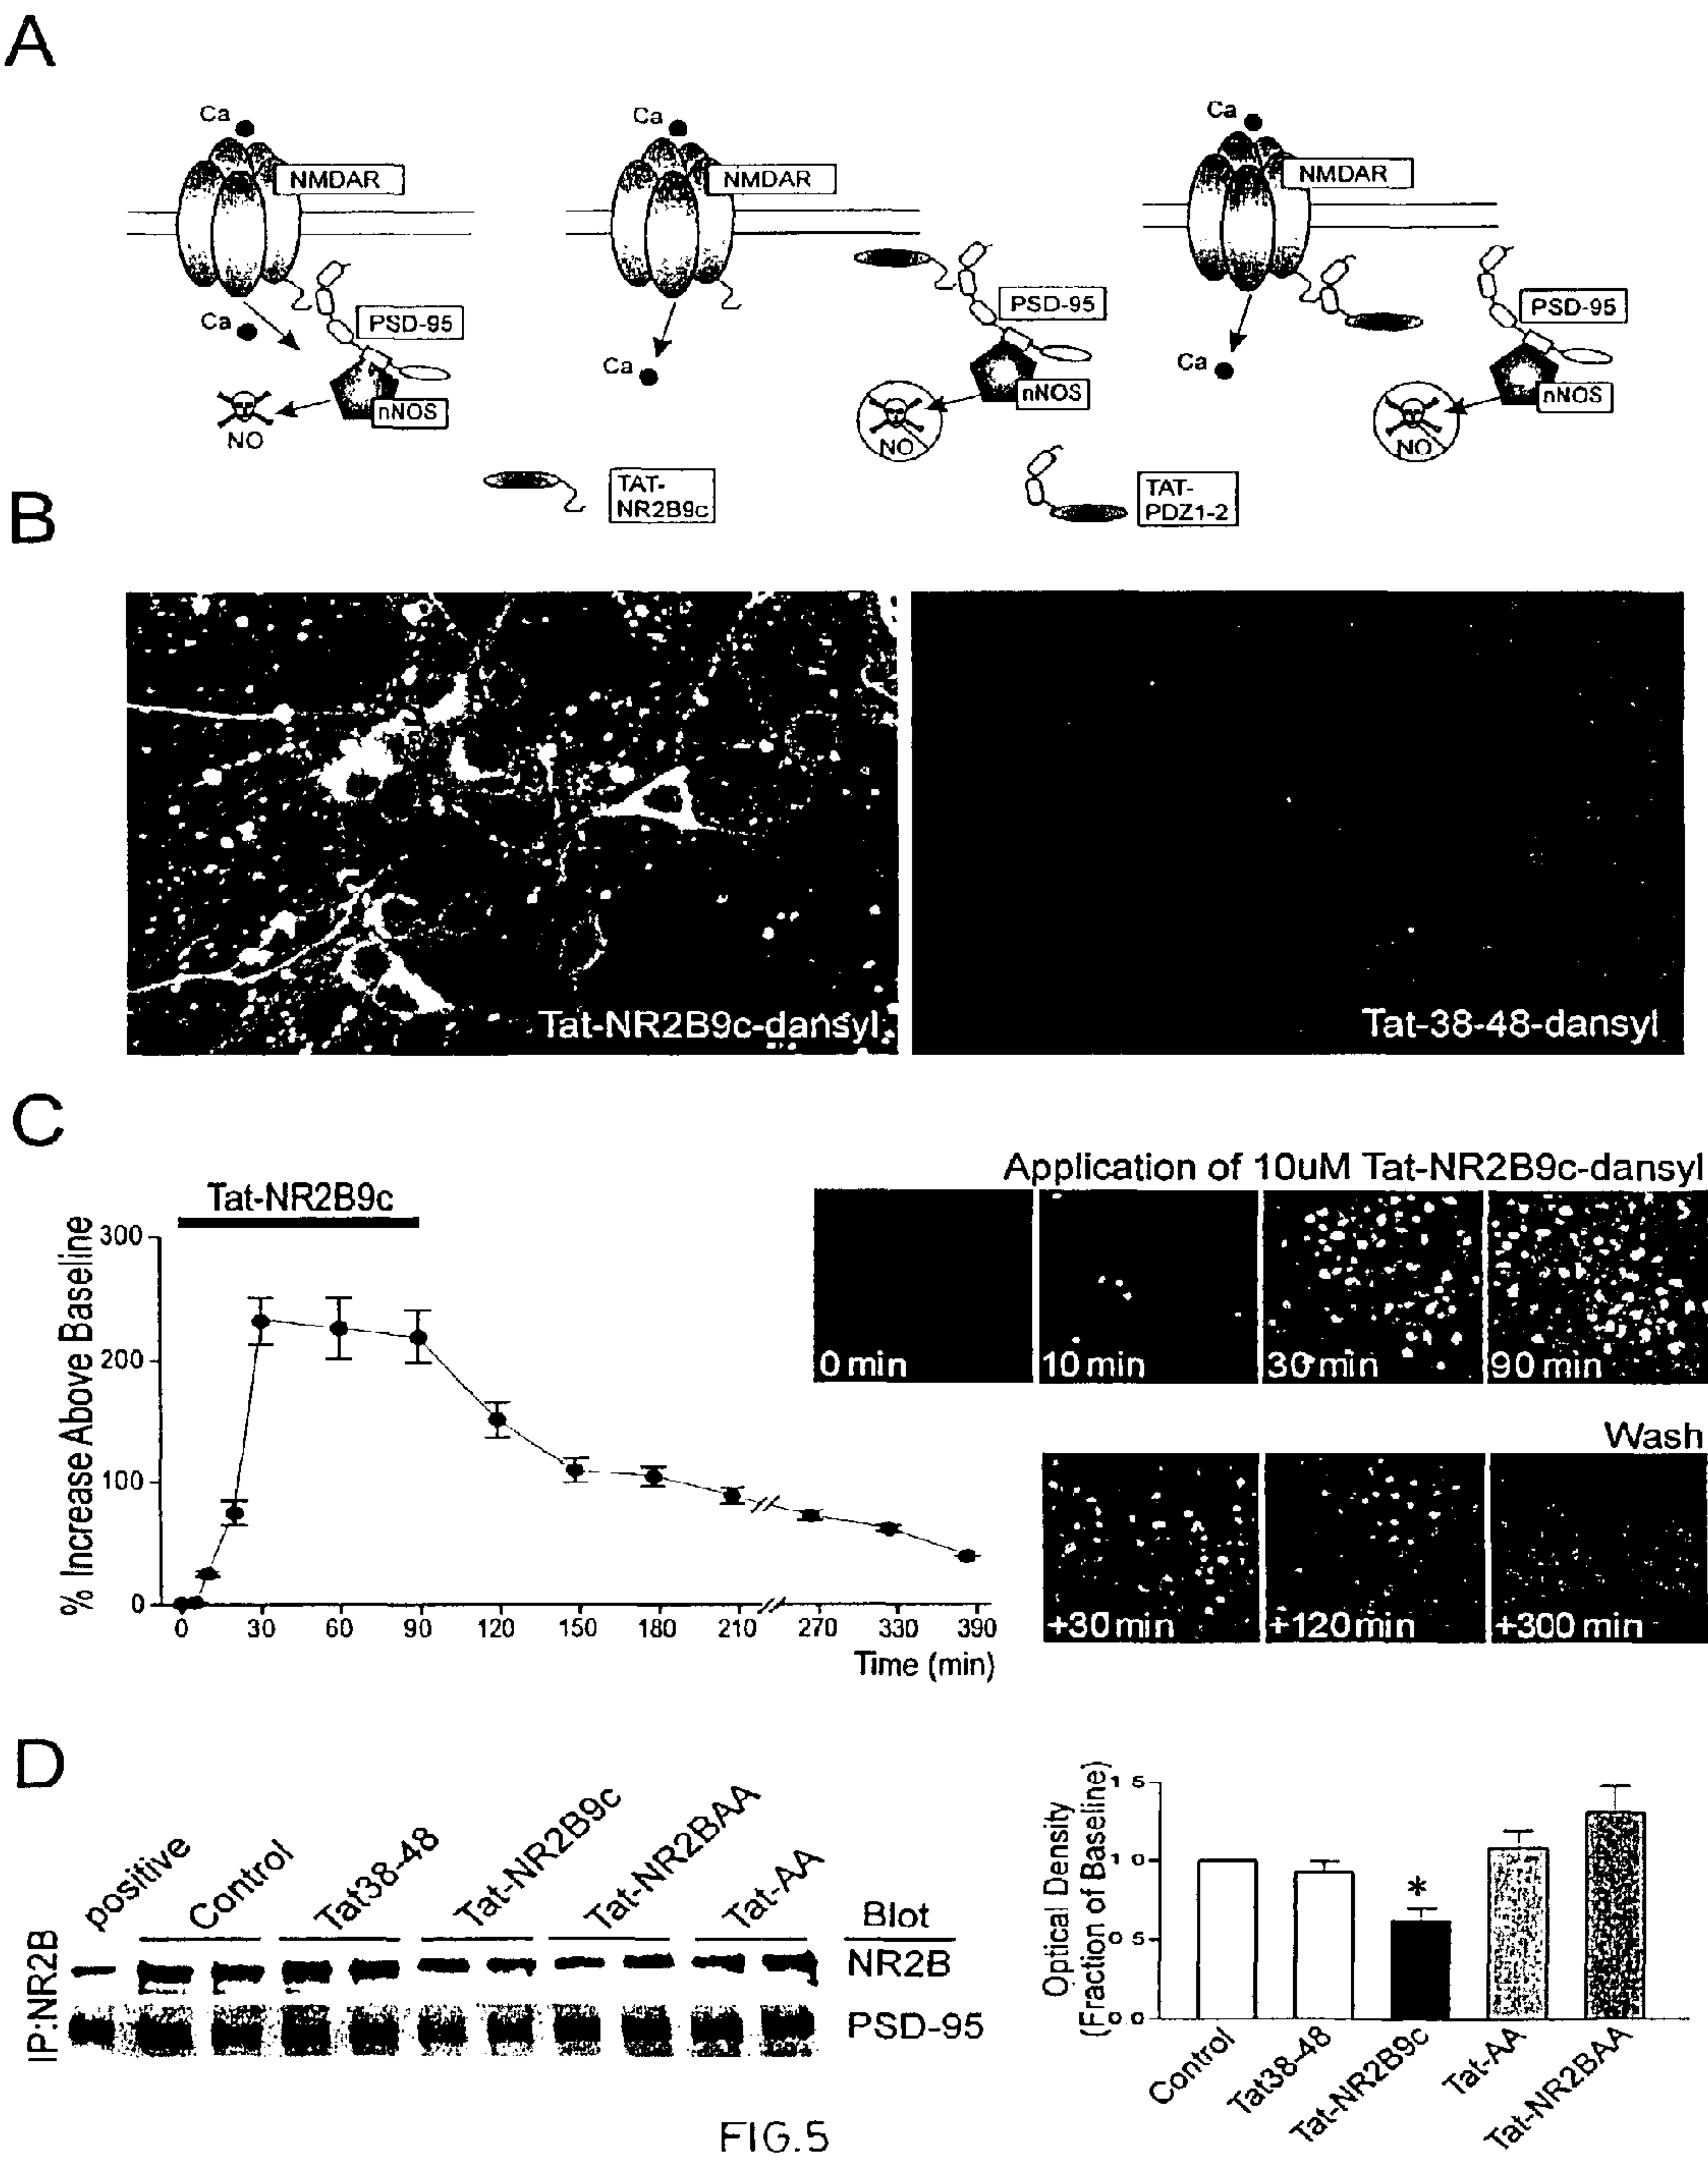 A
Ca
NMDAR
Ca
PSD-95
nNOS
NO
Ca
NMDAR
Ca
PSD-95
nNOS
NO
Ca
NMDAR
Ca
PSD-95
nNOS
NO
TAT-
NR2B9c
TAT-
PDZ1-2
B
Tat-NR2B9c-dansyl
Tat-38-48-dansyl
C
Tat-NR2B9c
% Increase Above Baseline
300
200
100
0
0 30 60 90 120 150 180 210 270 330 390
Time (min)
Application of 10uM Tat-NR2B9c-dansyl
0 min
10 min
30 min
90 min
Wash
+30 min
+120 min
+300 min
D
IP:NR2B
positive
Control
Tat38-48
Tat-NR2B9c
Tat-NR2BAA
Tat-AA
Blot
NR2B
PSD-95
Optical Density
(Fraction of Baseline)
1 5
1 0
0 5
0 0
*
Control
Tat38-48
Tat-NR2B9c
Tat-AA
Tat-NR2BAA
FIG.5